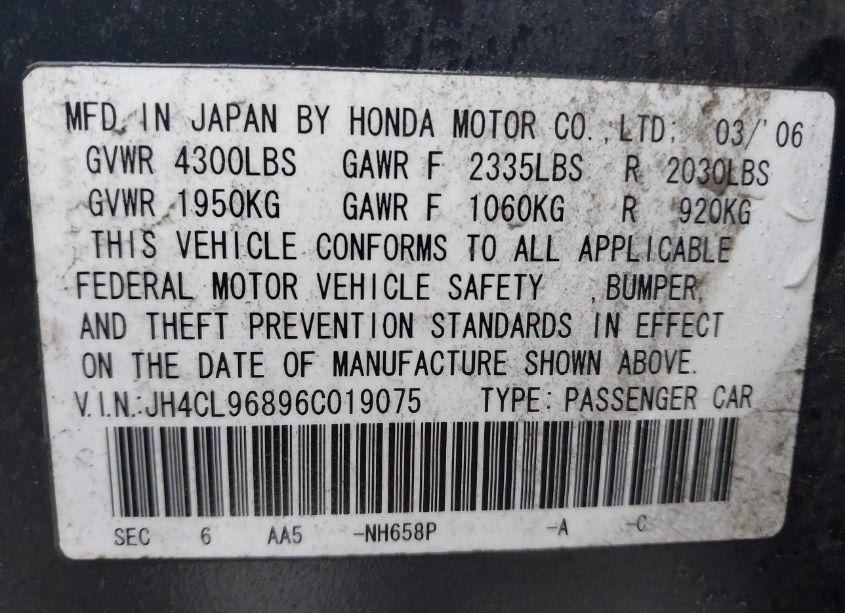 MFD. IN JAPAN BY HONDA MOTOR CO.,LTD; 03/'06
GVWR 4300LBS GAWR F 2335LBS R 2030LBS
GVWR 1950KG GAWR F 1060KG R 920KG
THIS VEHICLE CONFORMS TO ALL APPLICABLE
FEDERAL MOTOR VEHICLE SAFETY ,BUMPER,
AND THEFT PREVENTION STANDARDS IN EFFECT
ON THE DATE OF MANUFACTURE SHOWN ABOVE.
V.I.N.:JH4CL96896C019075 TYPE: PASSENGER CAR
SEC 6 AA5 -NH658P -A -C